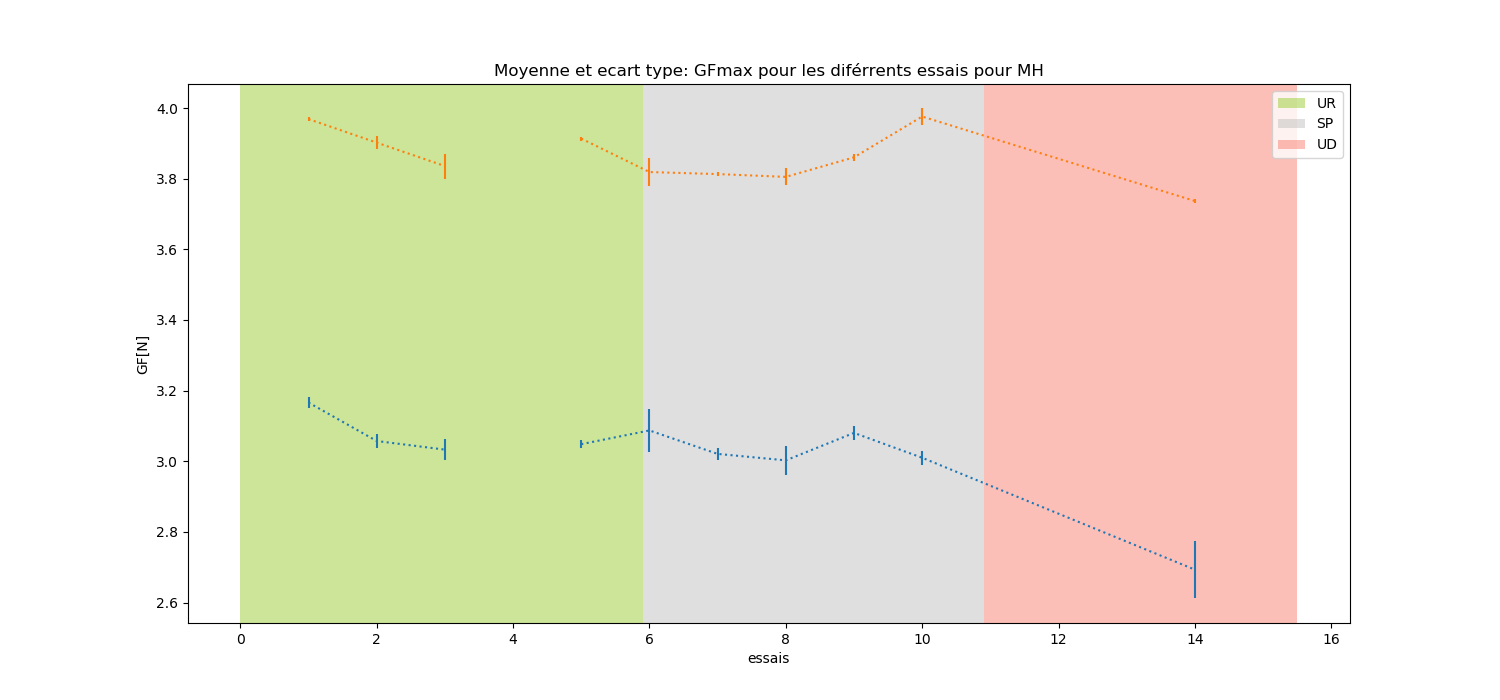 Moyenne et ecart type: GFmax pour les diférrents essais pour MH
UR
SP
UD
4.0
3.8
3.6
3.4
3.2
3.0
2.8
2.6
GF[N]
0 2 4 6 8 10 12 14 16
essais